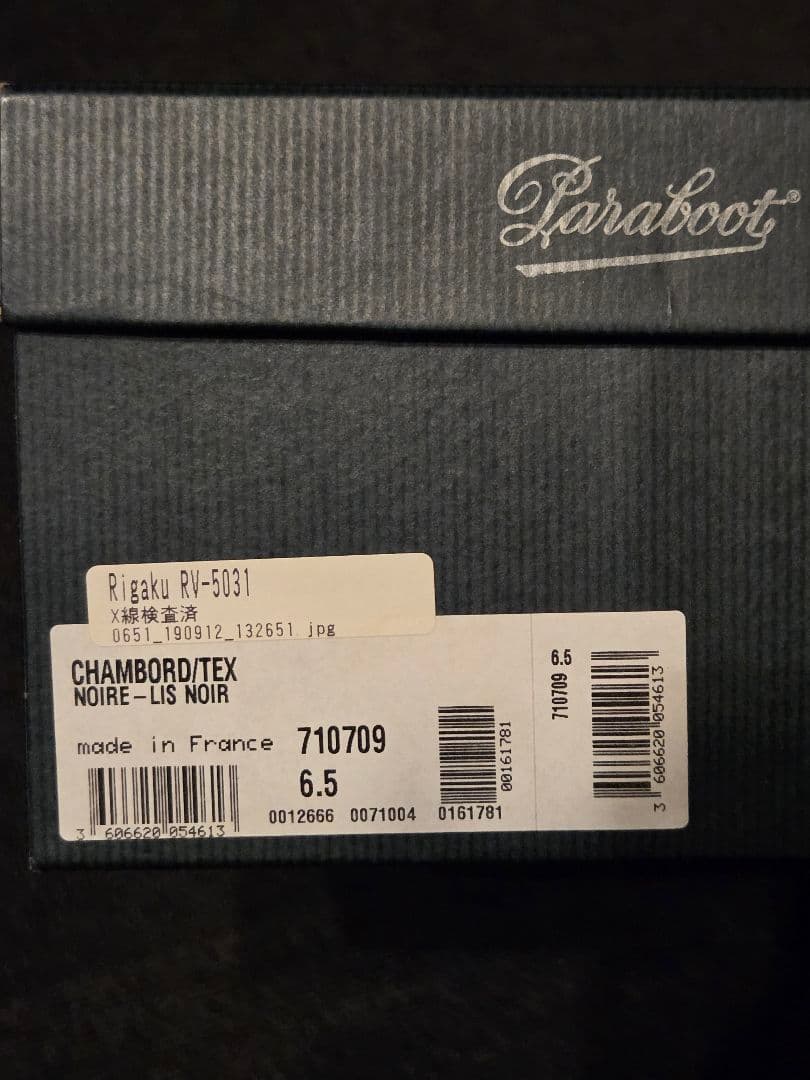 Paraboot®
Rigaku RV-5031
X線検査済
0651_190912_132651.jpg
CHAMBORD/TEX
NOIRE-LIS NOIR
made in France 710709
6.5
3 606620 054613
0012666 0071004 0161781
00161781
6.5
710709
3 606620 054613